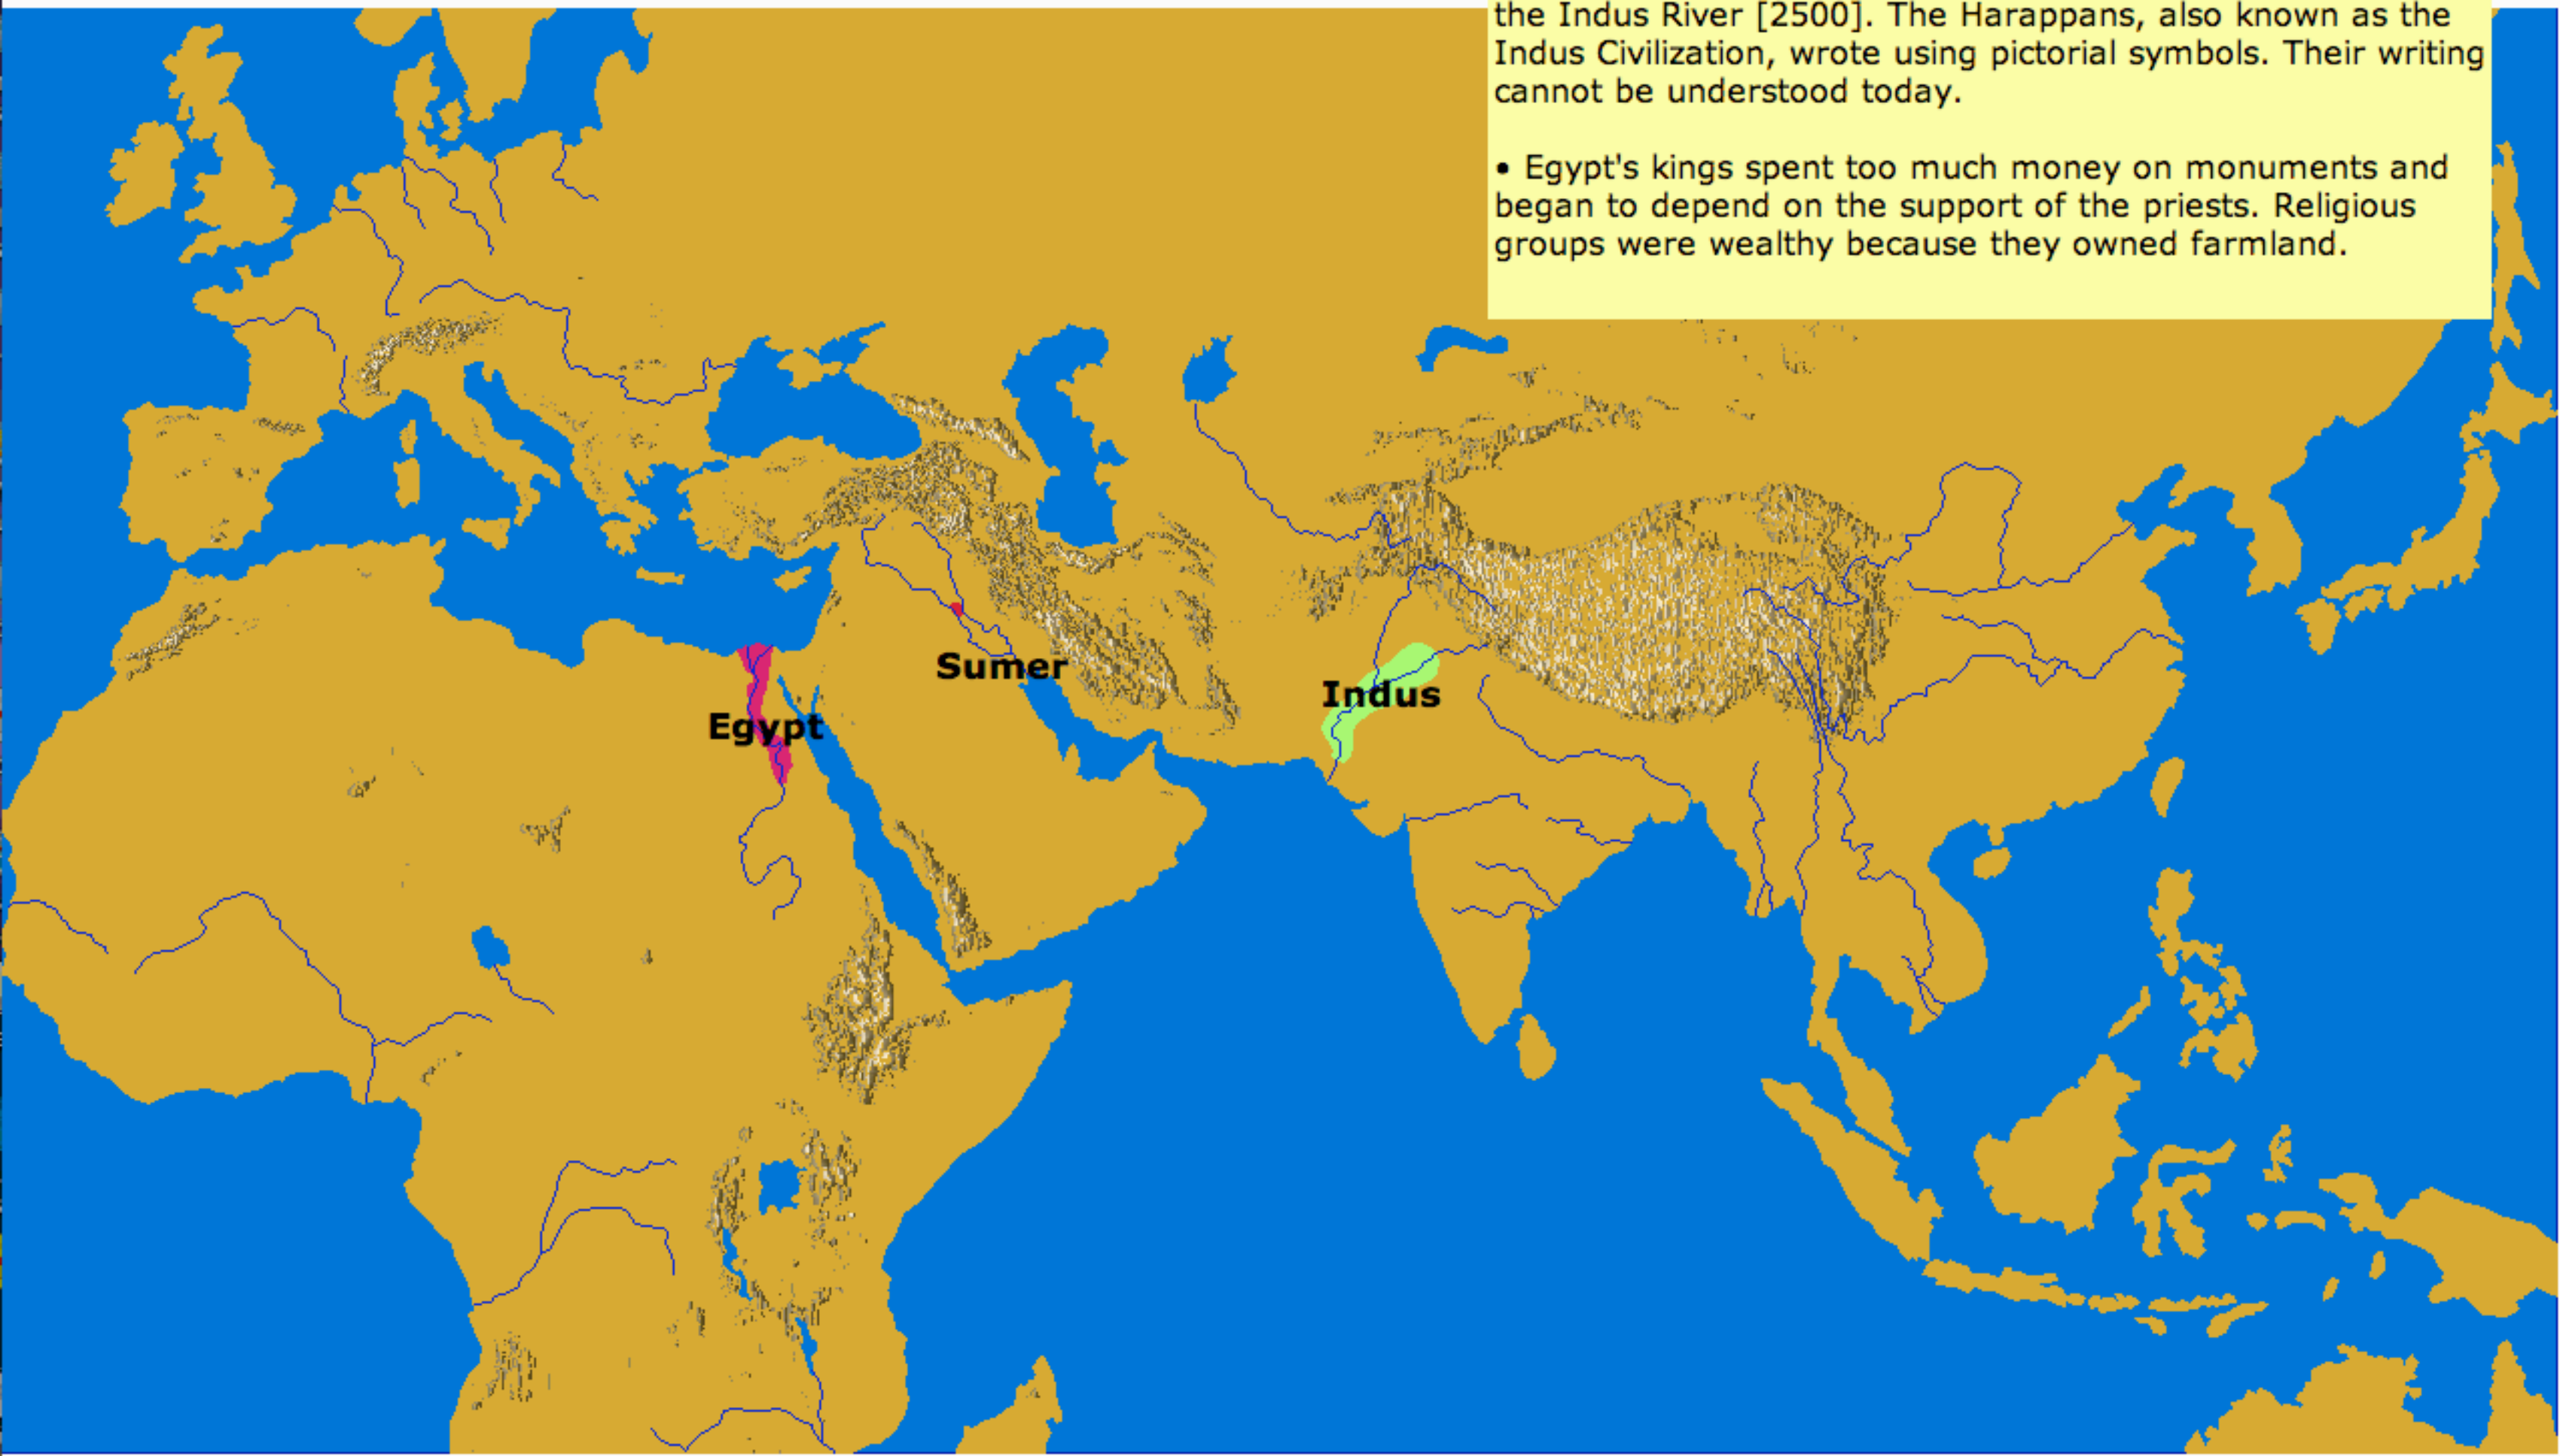 the Indus River [2500]. The Harappans, also known as the
Indus Civilization, wrote using pictorial symbols. Their writing
cannot be understood today.
• Egypt's kings spent too much money on monuments and
began to depend on the support of the priests. Religious
groups were wealthy because they owned farmland.
Sumer
Indus
Egypt